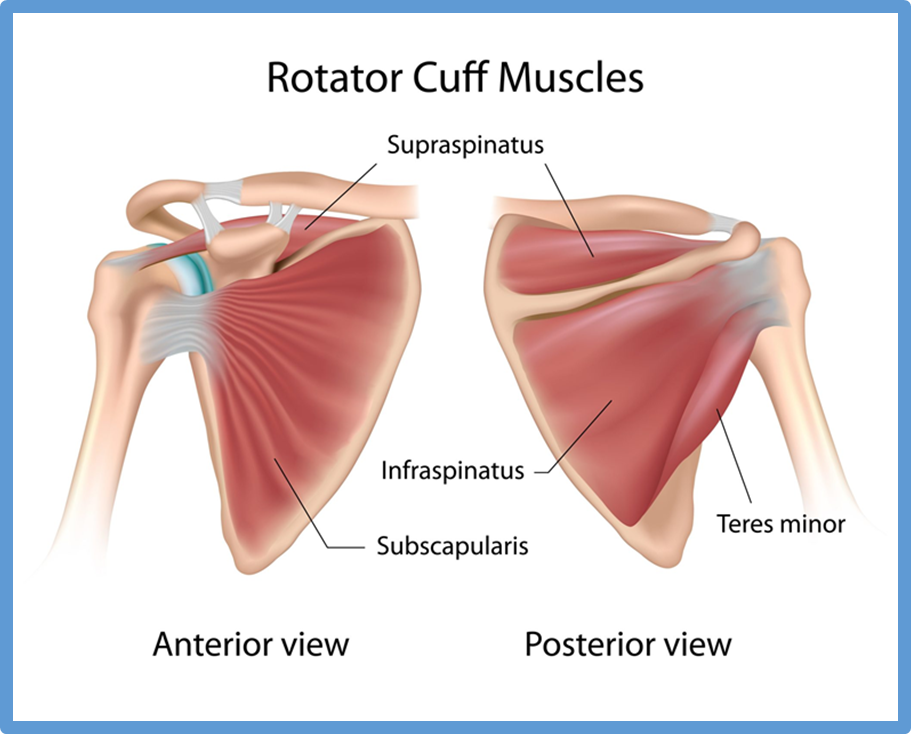 Rotator Cuff Muscles
Supraspinatus
Infraspinatus
Teres minor
Subscapularis
Anterior view
Posterior view